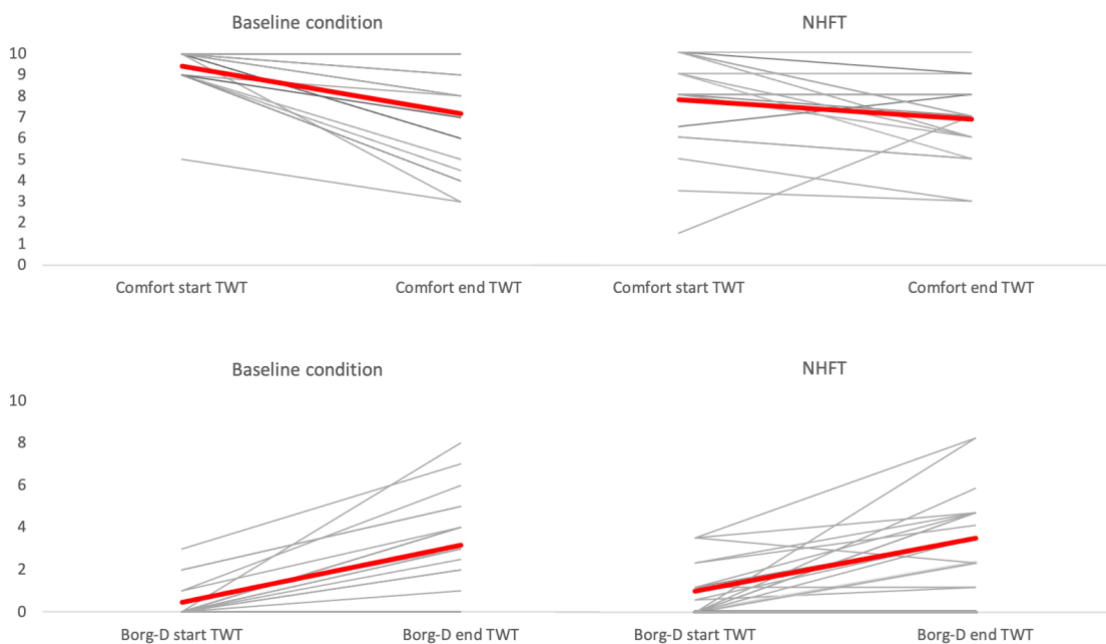 Baseline condition
NHFT
10
9
8
7
6
5
4
3
2
1
0
Comfort start TWT
Comfort end TWT
Comfort start TWT
Comfort end TWT
Baseline condition
NHFT
10
8
6
4
2
0
Borg-D start TWT
Borg-D end TWT
Borg-D start TWT
Borg-D end TWT